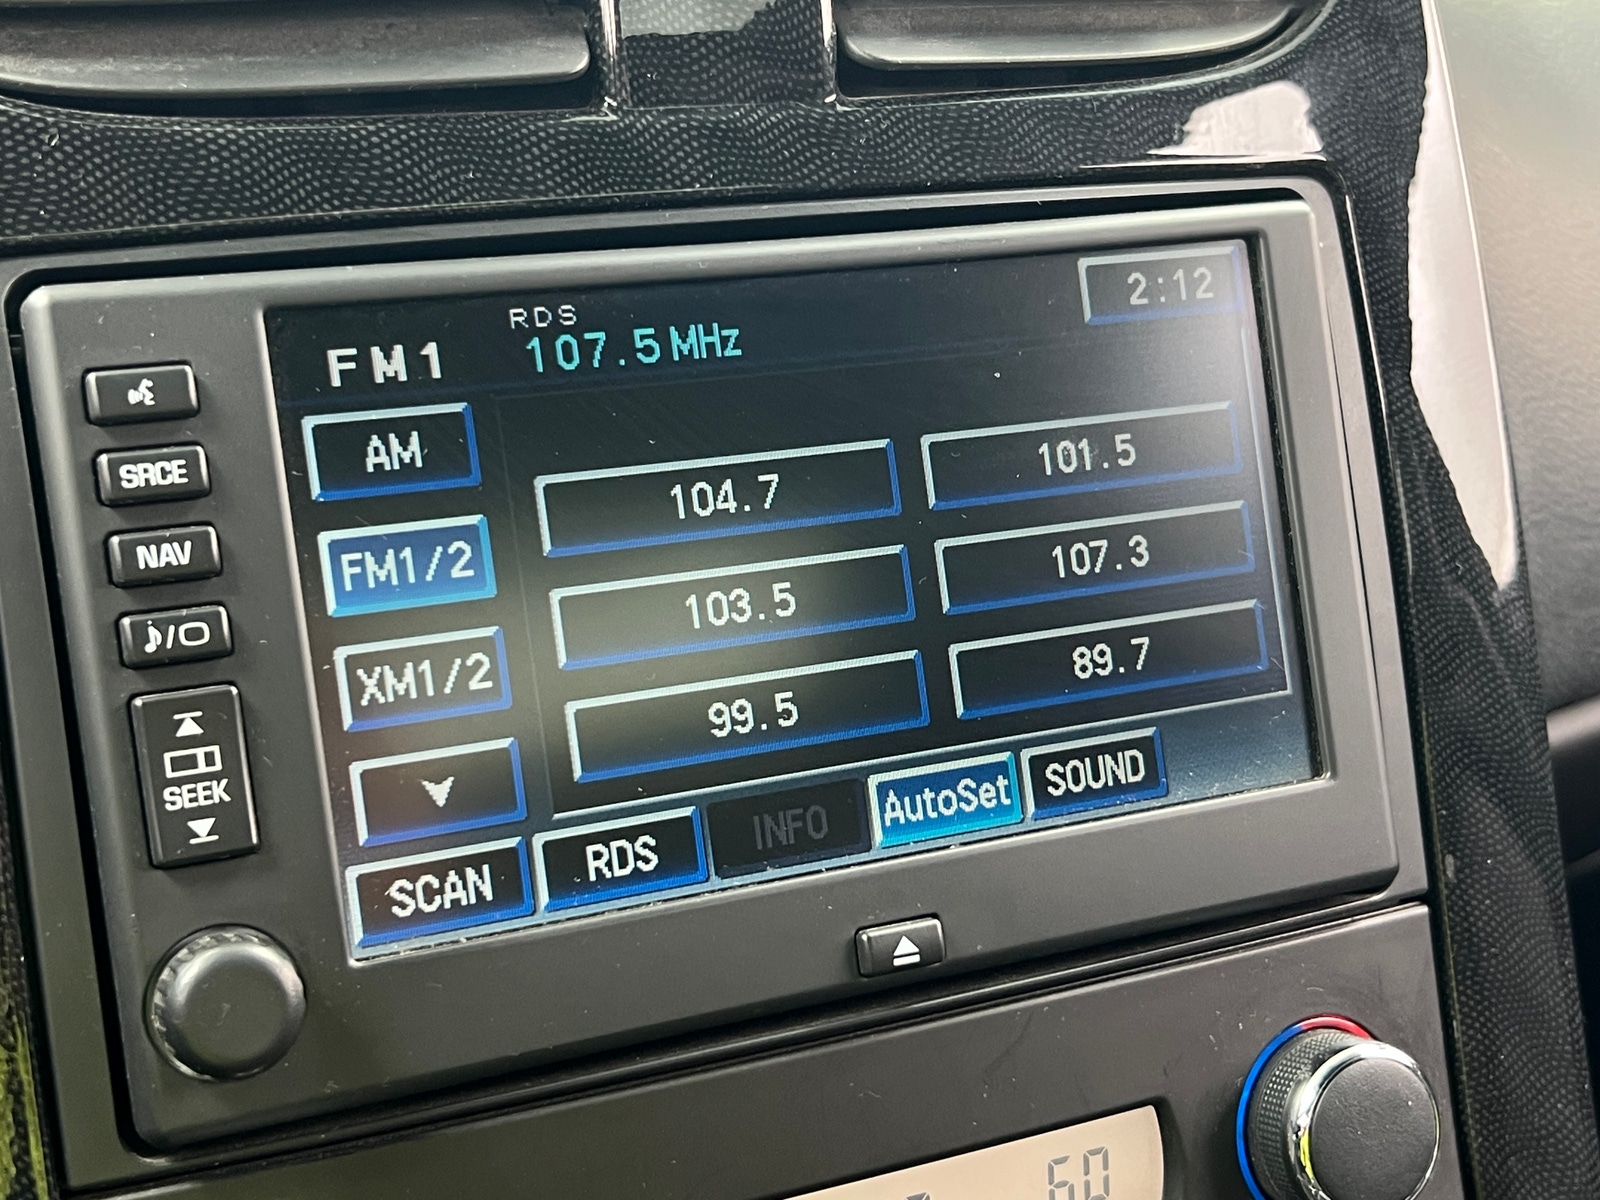 2:12
RDS
FM1 107.5 MHz
AM
104.7 101.5
SRCE
FM1/2
103.5 107.3
NAV
XM1/2
99.5 89.7
SEEK
SCAN RDS INFO AutoSet SOUND
60